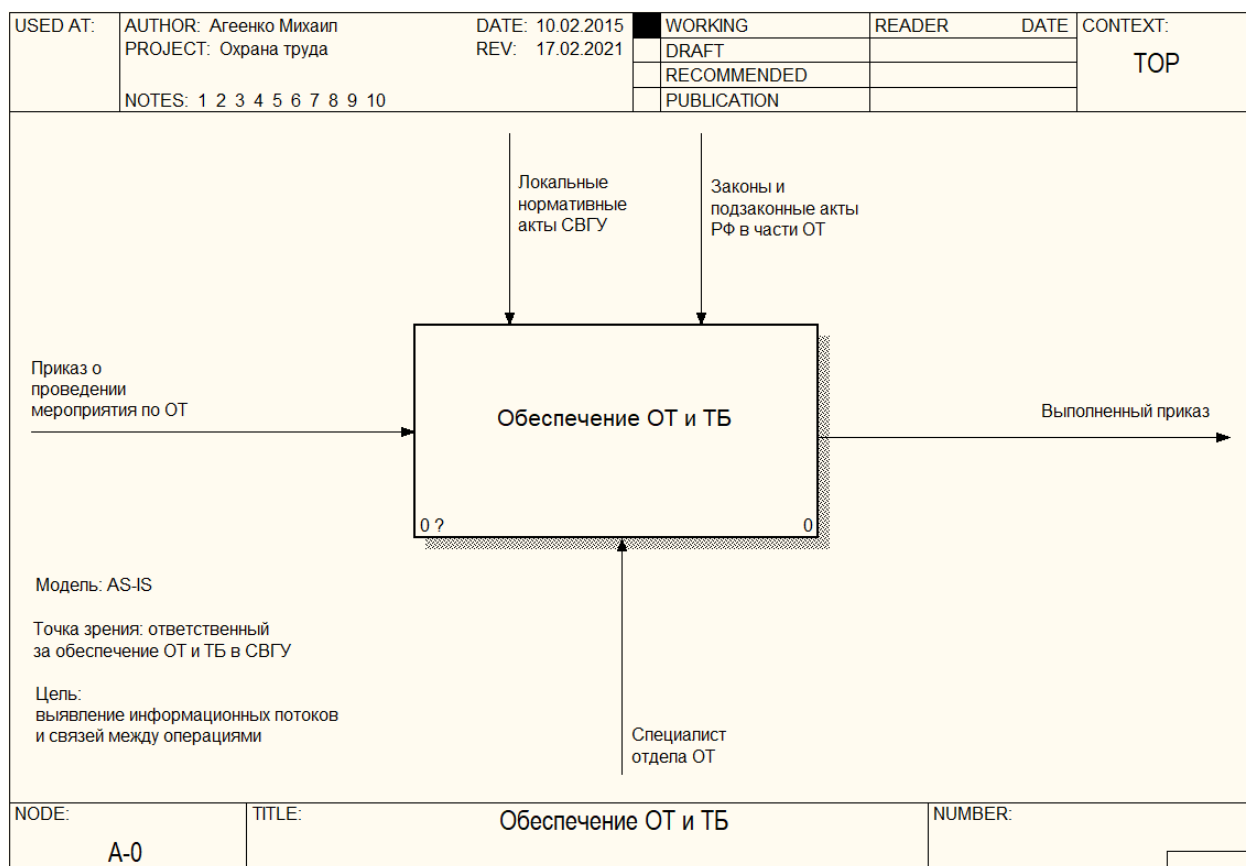 USED AT:
AUTHOR: Агеенко Михаил
DATE: 10.02.2015
PROJECT: Охрана труда
REV: 17.02.2021
NOTES: 1 2 3 4 5 6 7 8 9 10
WORKING
DRAFT
RECOMMENDED
PUBLICATION
READER DATE
CONTEXT:
TOP
Локальные
нормативные
акты СВГУ
Законы и
подзаконные акты
РФ в части ОТ
Приказ о
проведении
мероприятия по ОТ
Обеспечение ОТ и ТБ
0 ?
0
Выполненный приказ
Модель: AS-IS
Точка зрения: ответственный
за обеспечение ОТ и ТБ в СВГУ
Цель:
выявление информационных потоков
и связей между операциями
Специалист
отдела ОТ
NODE:
A-0
TITLE:
Обеспечение ОТ и ТБ
NUMBER: